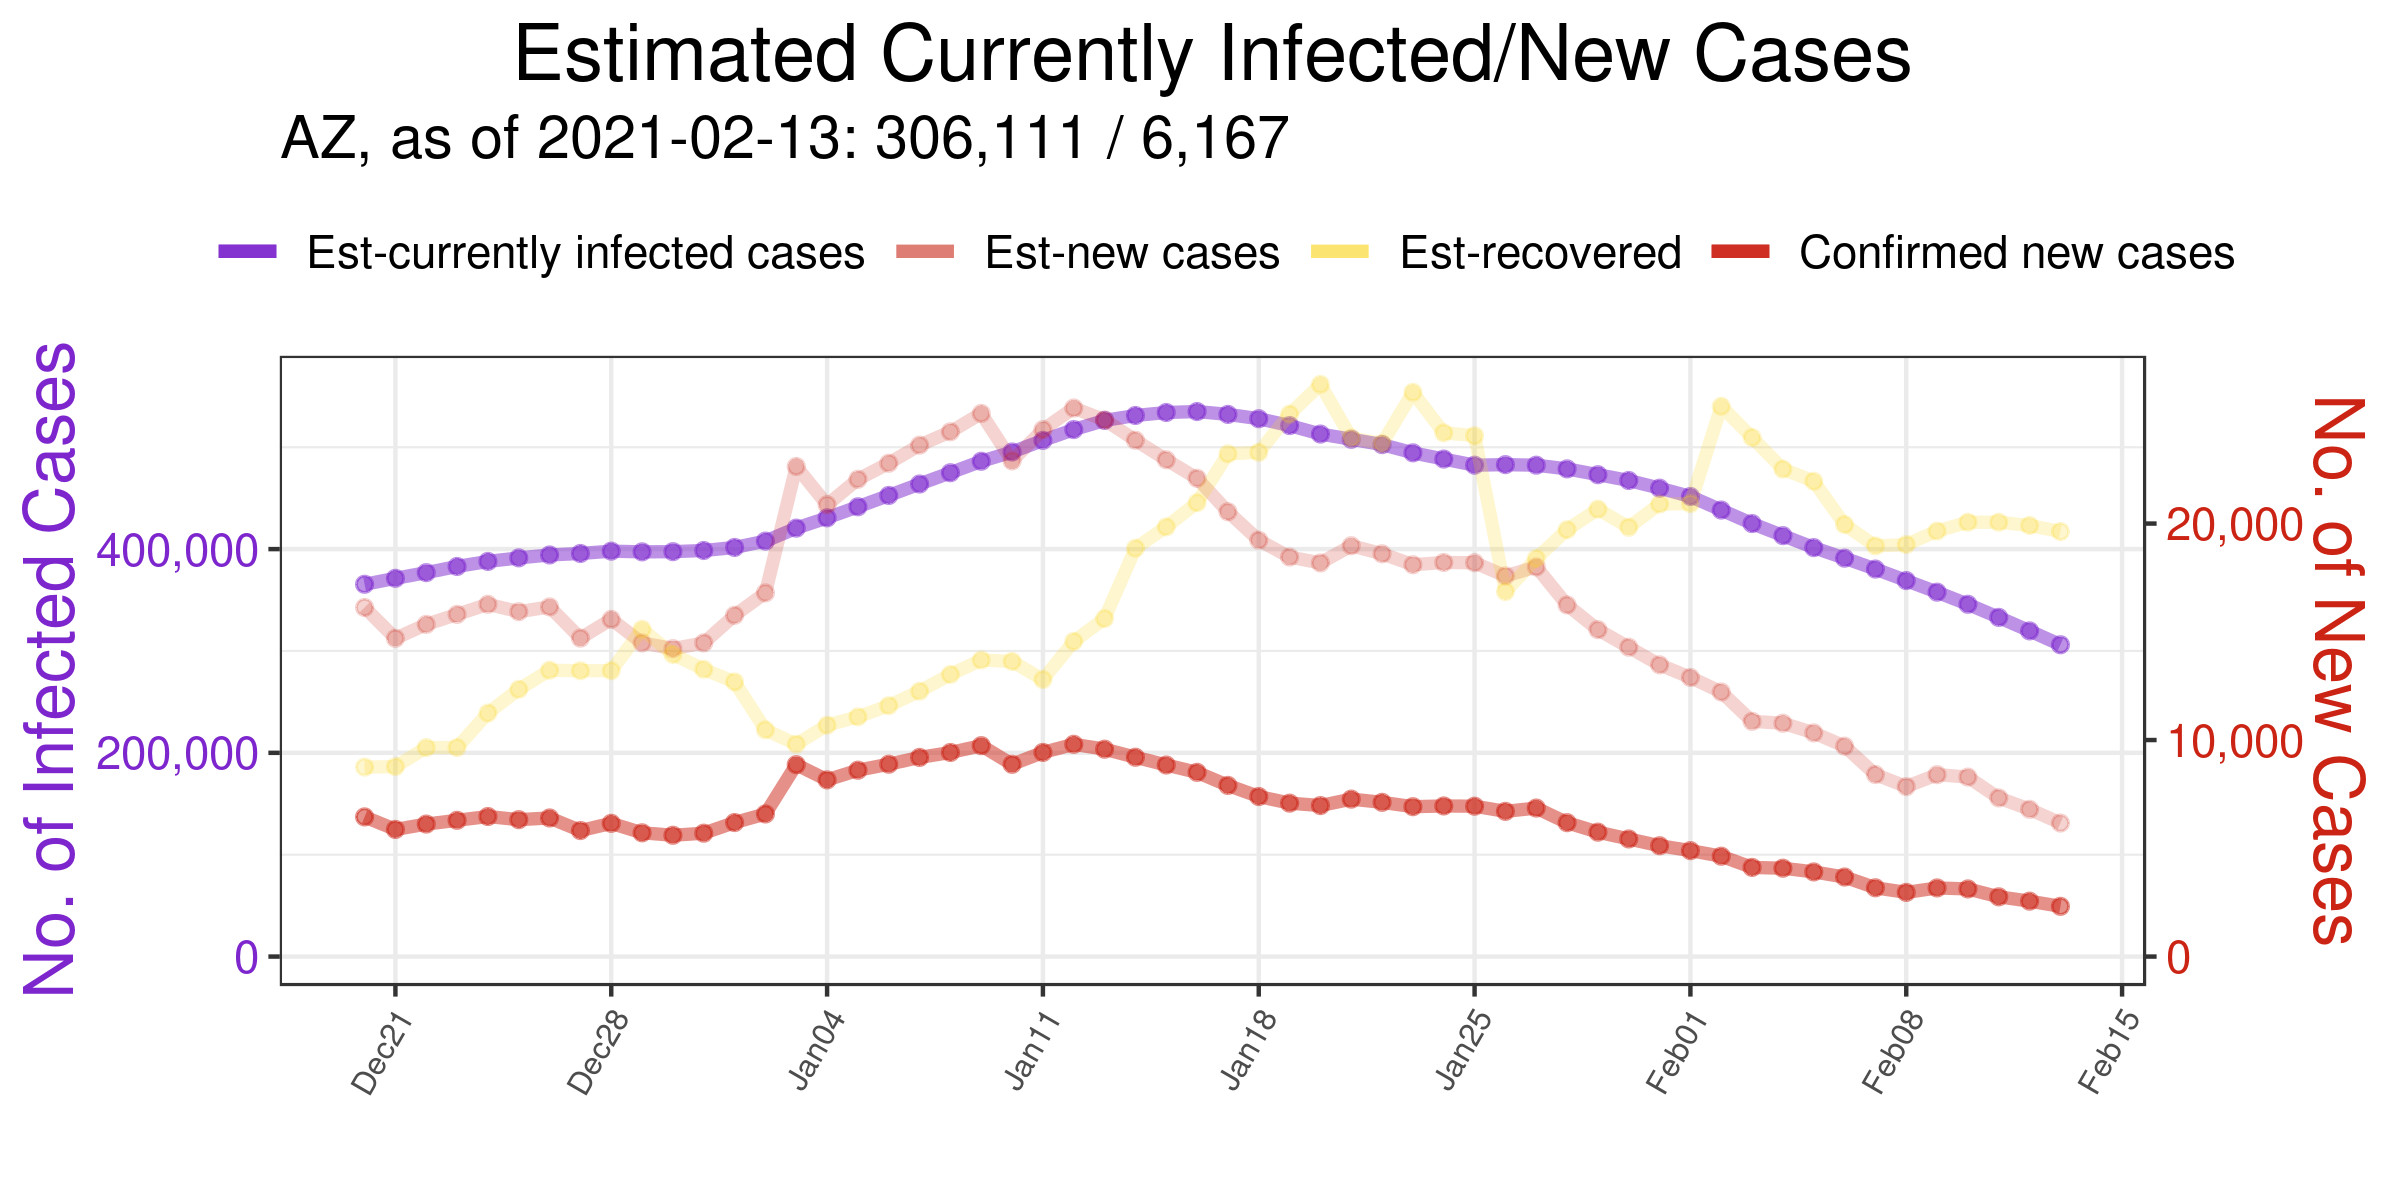 Estimated Currently Infected/New Cases
AZ, as of 2021-02-13: 306,111 / 6,167
Est-currently infected cases Est-new cases Est-recovered Confirmed new cases
No. of Infected Cases
400,000
200,000
0
20,000
10,000
0
No. of New Cases
Dec21 Dec28 Jan04 Jan11 Jan18 Jan25 Feb01 Feb08 Feb15